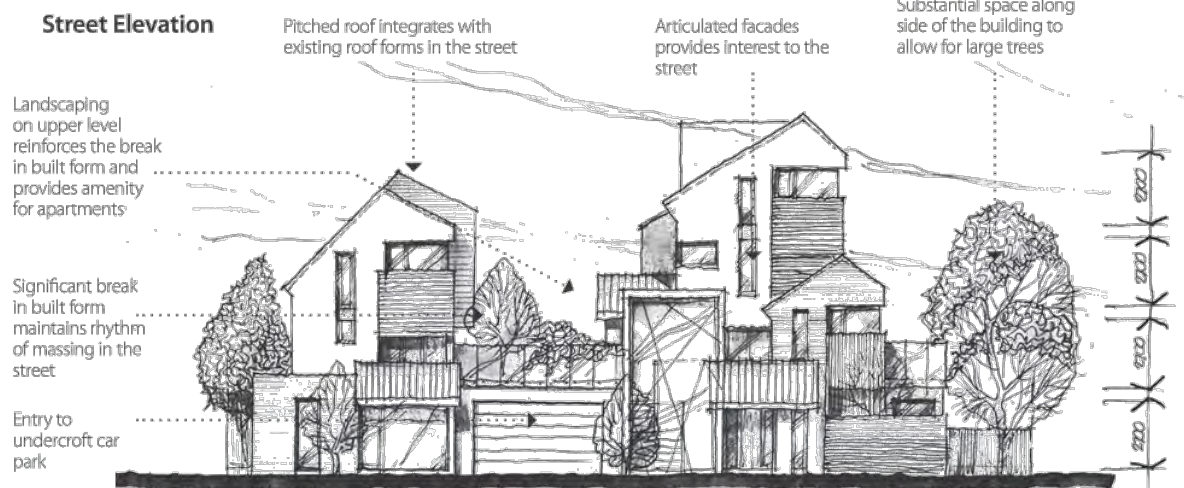 Street Elevation
Pitched roof integrates with
existing roof forms in the street
Articulated facades
provides interest to the
street
Substantial space along
side of the building to
allow for large trees
Landscaping
on upper level
reinforces the break
in built form and
provides amenity
for apartments
Significant break
in built form
maintains rhythm
of massing in the
street
Entry to
undercroft car
park